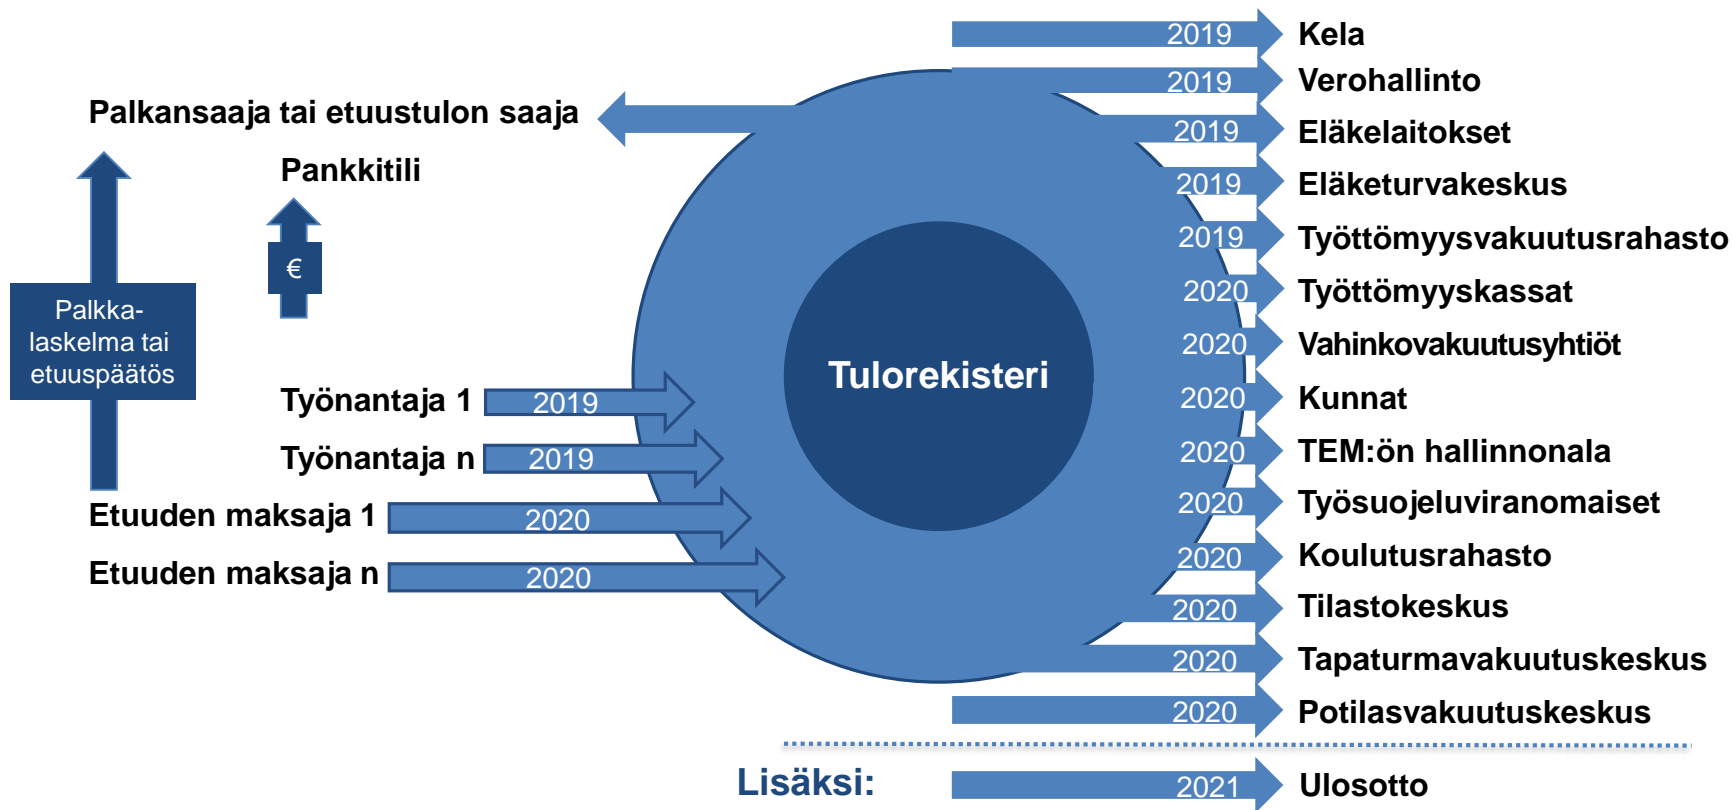 2019 Kela
2019 Verohallinto
Palkansaaja tai etuustulon saaja
2019 Eläkelaitokset
Pankkitili
2019 Eläketurvakeskus
2019 Työttömyysvakuutusrahasto
€
2020 Työttömyyskassat
Palkka-
laskelma tai
etuuspäätös
2020 Vahinkovakuutusyhtiöt
Tulorekisteri
Työnantaja 1 2019
2020 Kunnat
Työnantaja n 2019
2020 TEM:ön hallinnonala
Etuuden maksaja 1 2020
2020 Työsuojeluviranomaiset
Etuuden maksaja n 2020
2020 Koulutusrahasto
2020 Tilastokeskus
2020 Tapaturmavakuutuskeskus
2020 Potilasvakuutuskeskus
Lisäksi: 2021 Ulosotto